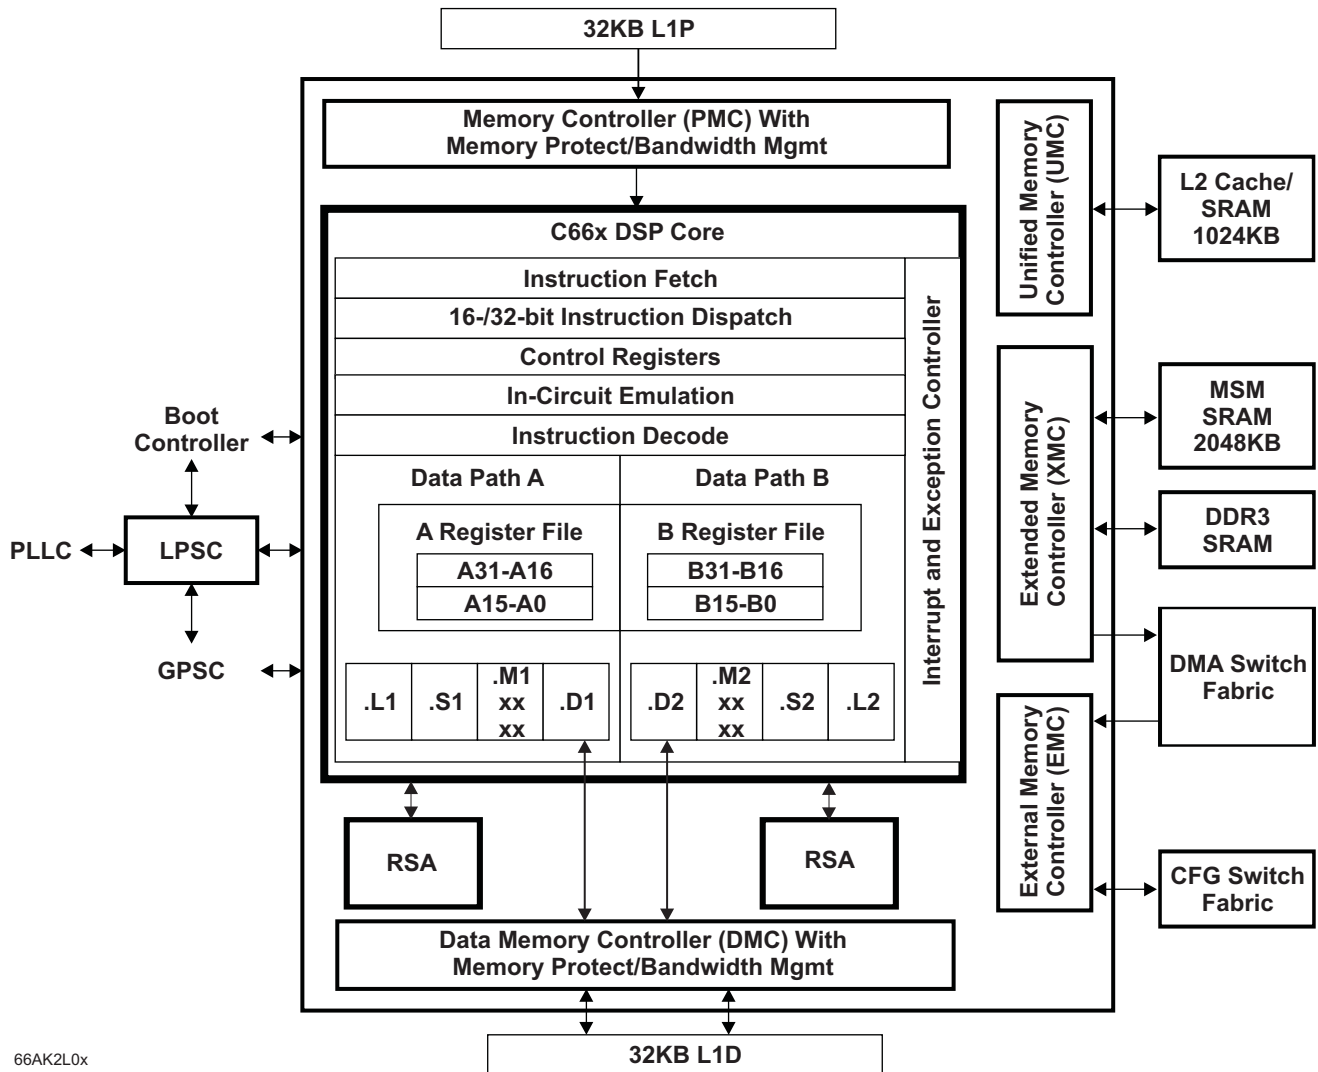 32KB L1P
Memory Controller (PMC) With
Memory Protect/Bandwidth Mgmt
C66x DSP Core
Instruction Fetch
16-/32-bit Instruction Dispatch
Control Registers
In-Circuit Emulation
Instruction Decode
Data Path A
Data Path B
A Register File
B Register File
A31-A16
B31-B16
A15-A0
B15-B0
.L1
.S1
.M1
xx
xx
.D1
.D2
.M2
xx
xx
.S2
.L2
Interrupt and Exception Controller
RSA
RSA
Data Memory Controller (DMC) With
Memory Protect/Bandwidth Mgmt
32KB L1D
Boot
Controller
PLLC
LPSC
GPSC
Unified Memory
Controller (UMC)
Extended Memory
Controller (XMC)
External Memory
Controller (EMC)
L2 Cache/
SRAM
1024KB
MSM
SRAM
2048KB
DDR3
SRAM
DMA Switch
Fabric
CFG Switch
Fabric
66AK2L0x